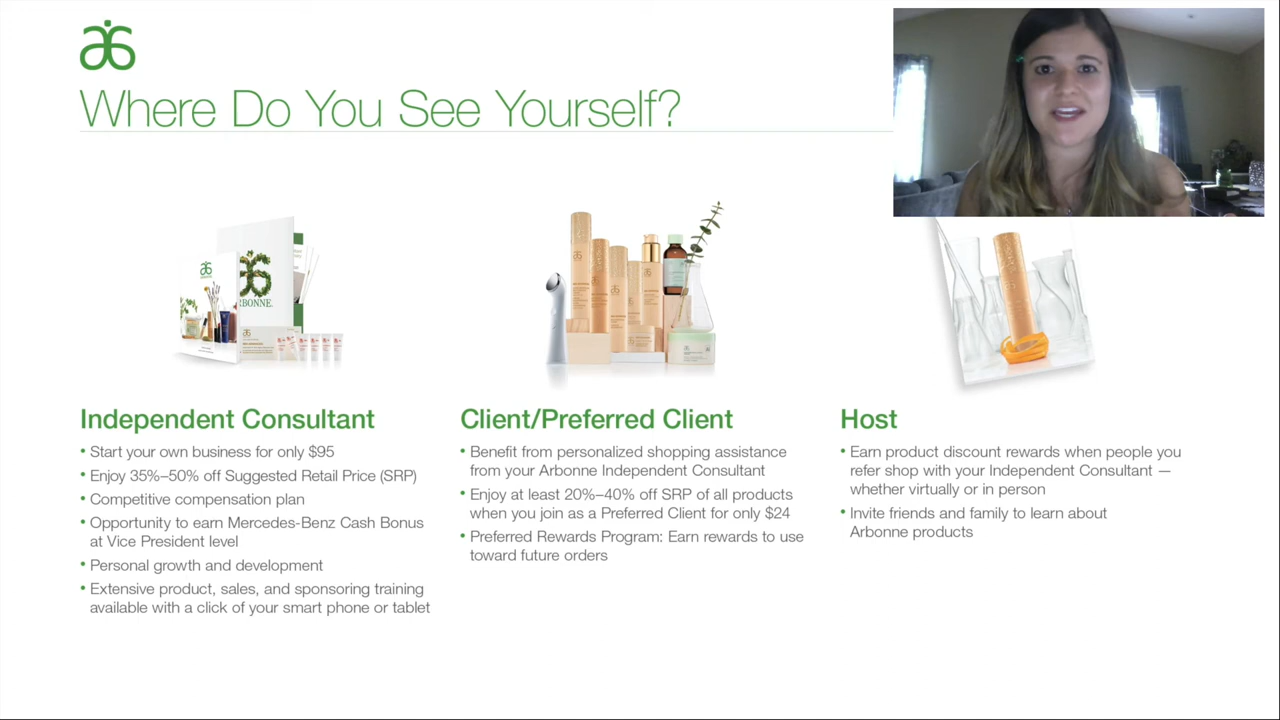 Where Do You See Yourself?
RBONNE.
Independent Consultant
• Start your own business for only $95
• Enjoy 35%–50% off Suggested Retail Price (SRP)
• Competitive compensation plan
• Opportunity to earn Mercedes-Benz Cash Bonus
at Vice President level
• Personal growth and development
• Extensive product, sales, and sponsoring training
available with a click of your smart phone or tablet
Client/Preferred Client
• Benefit from personalized shopping assistance
from your Arbonne Independent Consultant
• Enjoy at least 20%–40% off SRP of all products
when you join as a Preferred Client for only $24
• Preferred Rewards Program: Earn rewards to use
toward future orders
Host
• Earn product discount rewards when people you
refer shop with your Independent Consultant —
whether virtually or in person
• Invite friends and family to learn about
Arbonne products